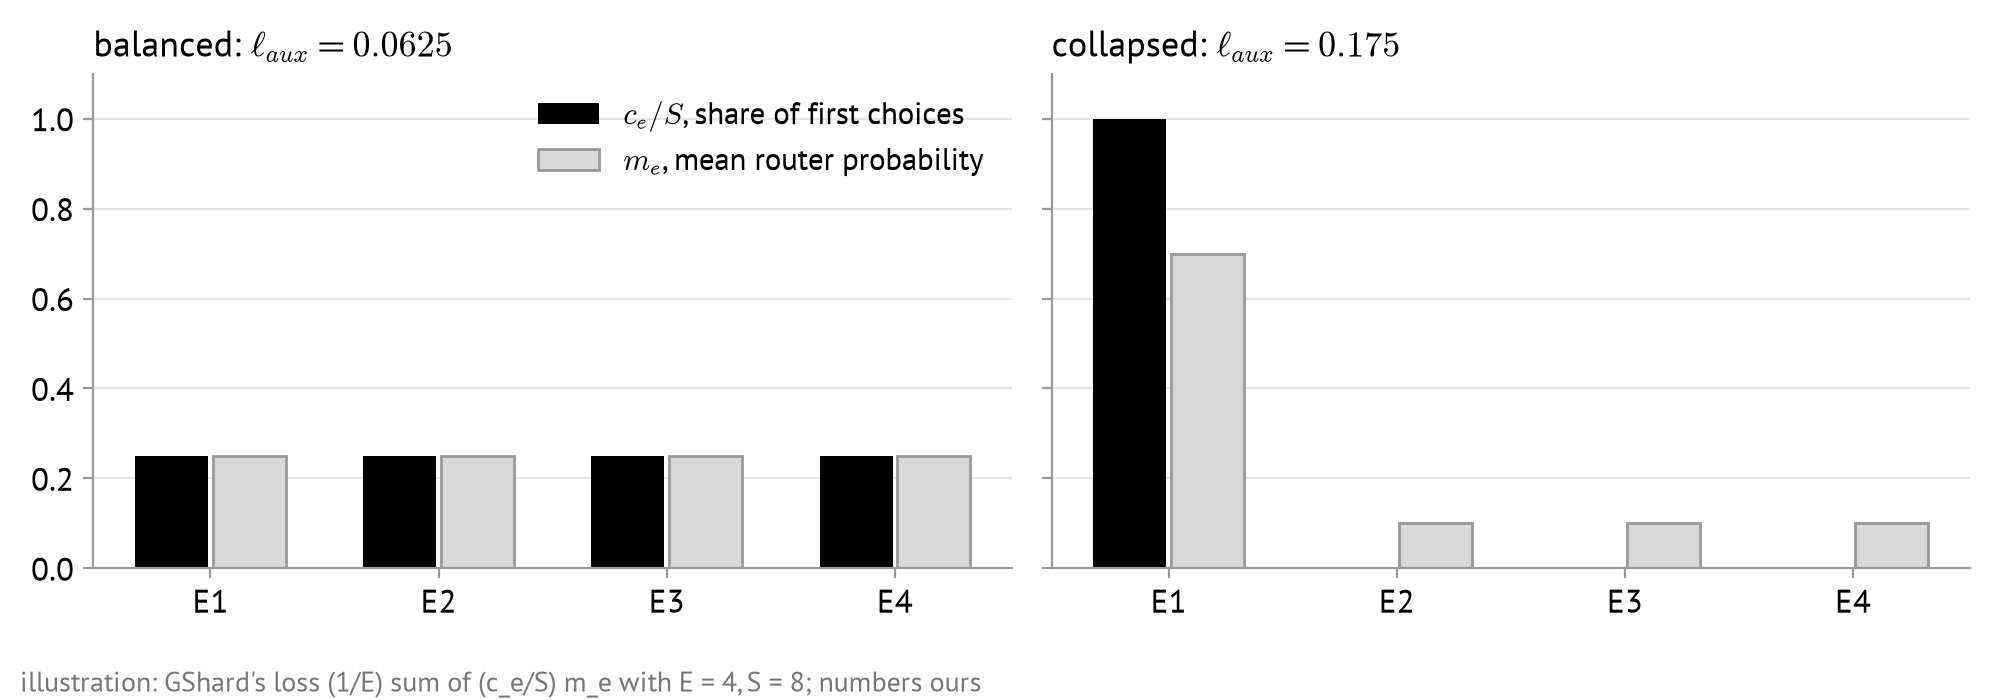 balanced: ℓ_aux = 0.0625
c_e/S, share of first choices
m_e, mean router probability
1.0
0.8
0.6
0.4
0.2
0.0
E1 E2 E3 E4
collapsed: ℓ_aux = 0.175
E1 E2 E3 E4
illustration: GShard's loss (1/E) sum of (c_e/S) m_e with E = 4, S = 8; numbers ours